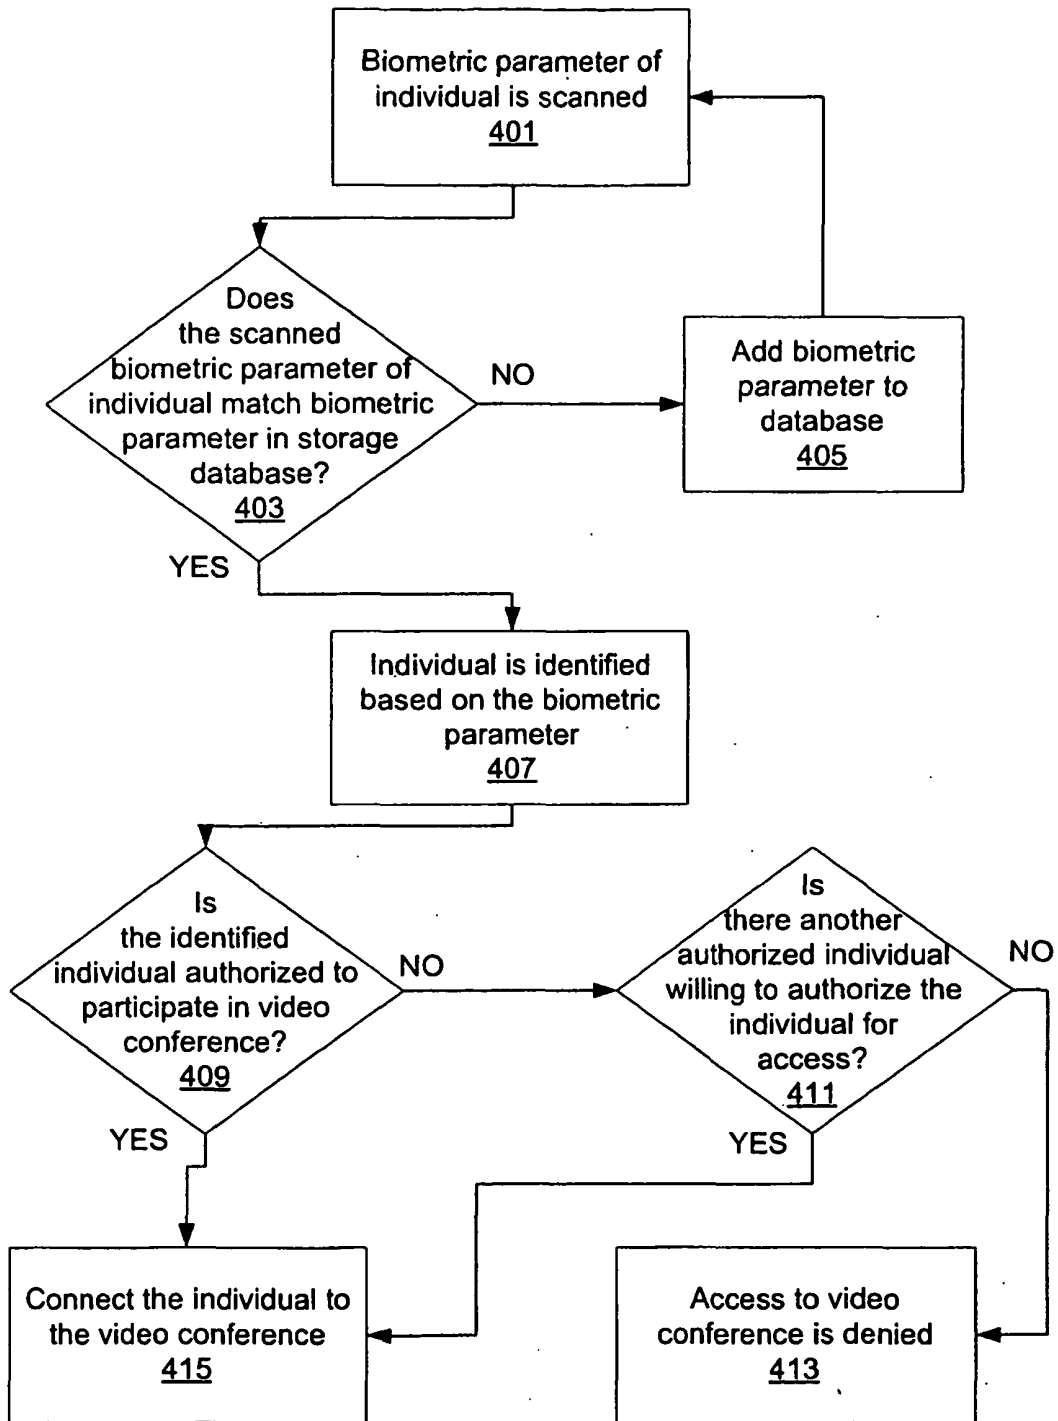 Biometric parameter of
individual is scanned
401
Does
the scanned
biometric parameter of
individual match biometric
parameter in storage
database?
403
NO
Add biometric
parameter to
database
405
YES
Individual is identified
based on the biometric
parameter
407
Is
the identified
individual authorized to
participate in video
conference?
409
NO
Is
there another
authorized individual
willing to authorize the
individual for
access?
411
NO
YES
YES
Connect the individual to
the video conference
415
Access to video
conference is denied
413